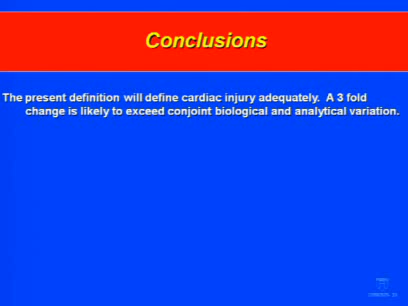 Conclusions
The present definition will define cardiac injury adequately. A 3 fold
change is likely to exceed conjoint biological and analytical variation.